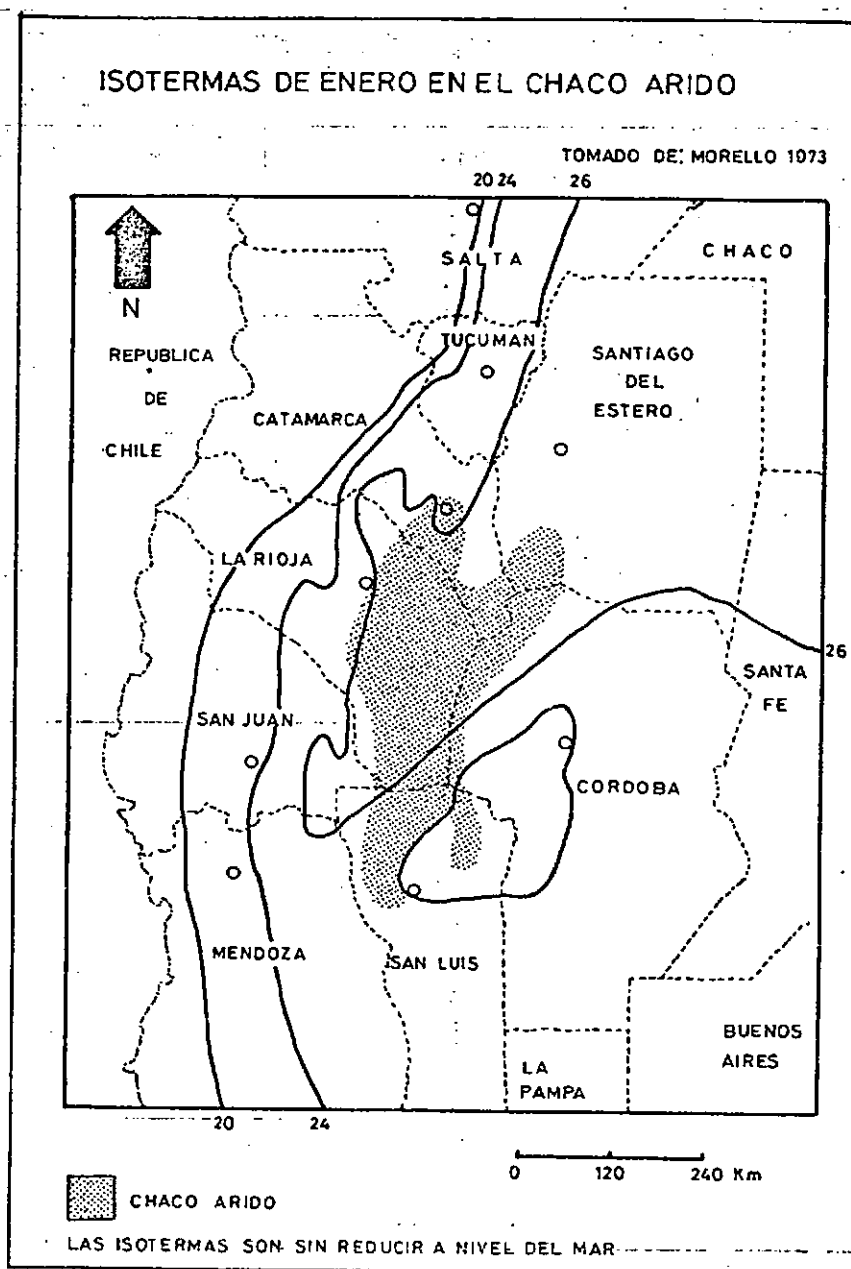 ISOTERMAS DE ENERO EN EL CHACO ARIDO
TOMADO DE: MORELLO 1973
20 24 26
N
SALTA
CHACO
TUCUMAN
REPUBLICA
DE
CHILE
SANTIAGO
DEL
ESTERO
CATAMARCA
LA RIOJA
26
SANTA
FE
SAN JUAN
CORDOBA
MENDOZA
SAN LUIS
BUENOS
AIRES
LA
PAMPA
20 24
0 120 240 Km
CHACO ARIDO
LAS ISOTERMAS SON SIN REDUCIR A NIVEL DEL MAR